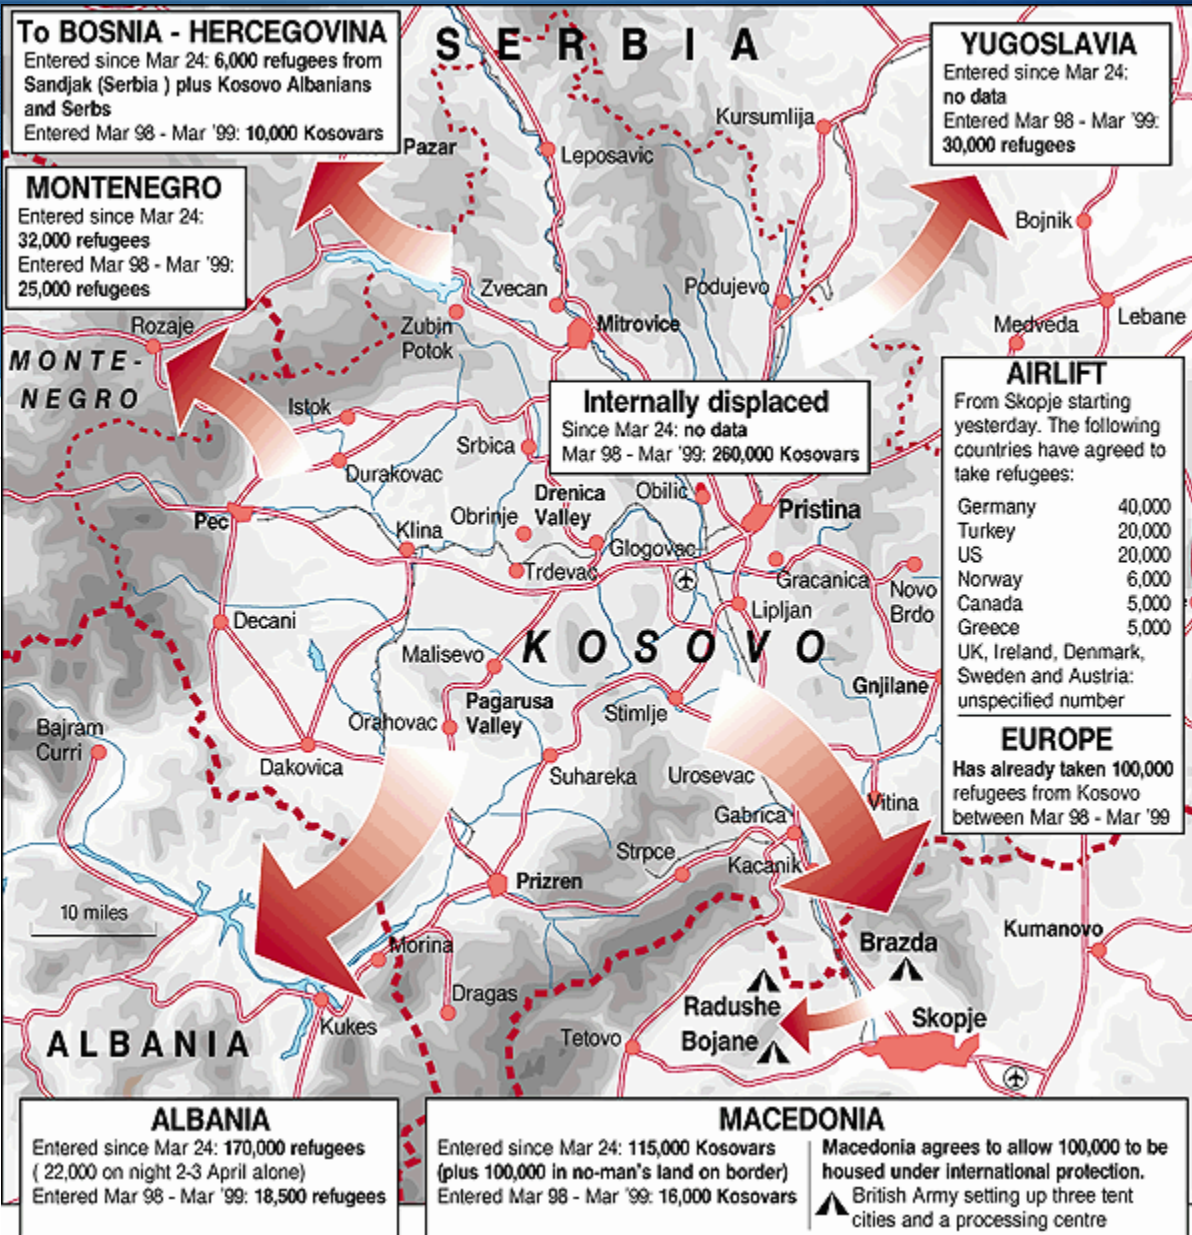 To BOSNIA - HERCEGOVINA
Entered since Mar 24: 6,000 refugees from
Sandjak (Serbia ) plus Kosovo Albanians
and Serbs
Entered Mar 98 - Mar '99: 10,000 Kosovars
SERBIA
YUGOSLAVIA
Entered since Mar 24:
no data
Entered Mar 98 - Mar '99:
30,000 refugees
Kursumlija
Pazar
Leposavic
MONTENEGRO
Entered since Mar 24:
32,000 refugees
Entered Mar 98 - Mar '99:
25,000 refugees
Bojnik
Zvecan
Podujevo
Rozaje
Zubin
Potok
Mitrovice
Medveda
Lebane
MONTE-
NEGRO
Internally displaced
Since Mar 24: no data
Mar 98 - Mar '99: 260,000 Kosovars
AIRLIFT
From Skopje starting
yesterday. The following
countries have agreed to
take refugees:
Germany 40,000
Turkey 20,000
US 20,000
Norway 6,000
Canada 5,000
Greece 5,000
UK, Ireland, Denmark,
Sweden and Austria:
unspecified number
EUROPE
Has already taken 100,000
refugees from Kosovo
between Mar 98 - Mar '99
Istok
Srbica
Durakovac
Drenica
Valley
Obilic
Pristina
Pec
Klina
Obrinje
Glogovac
Trdevac
Gracanica
Novo
Brdo
Decani
Lipljan
Malisevo
KOSOVO
Gnjilane
Pagarusa
Valley
Orahovac
Stimlje
Bajram
Curri
Dakovica
Suhareka
Urosevac
Vitina
Gabrica
Strpce
Kacanik
Prizren
10 miles
Morina
Brazda
Kumanovo
Dragas
Radushe
Kukes
Skopje
Tetovo
Bojane
ALBANIA
ALBANIA
Entered since Mar 24: 170,000 refugees
( 22,000 on night 2-3 April alone)
Entered Mar 98 - Mar '99: 18,500 refugees
MACEDONIA
Entered since Mar 24: 115,000 Kosovars
(plus 100,000 in no-man's land on border)
Entered Mar 98 - Mar '99: 16,000 Kosovars
Macedonia agrees to allow 100,000 to be
housed under international protection.
British Army setting up three tent
cities and a processing centre